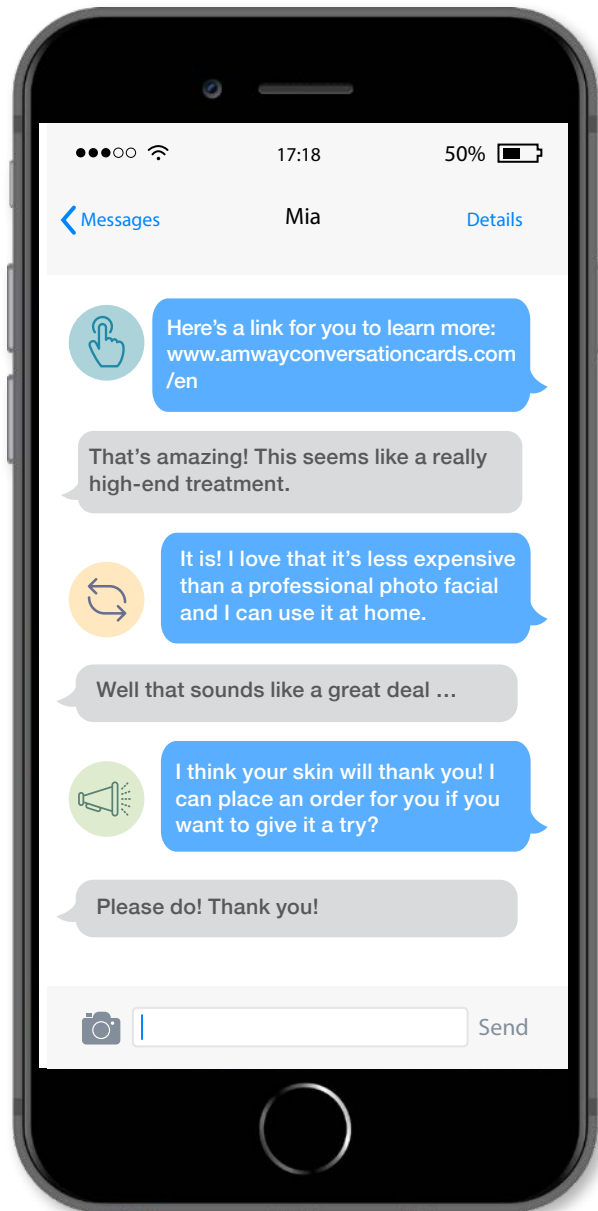 17:18
50%
Messages
Mia
Details
Here’s a link for you to learn more:
www.amwayconversationcards.com
/en
That’s amazing! This seems like a really
high-end treatment.
It is! I love that it’s less expensive
than a professional photo facial
and I can use it at home.
Well that sounds like a great deal …
I think your skin will thank you! I
can place an order for you if you
want to give it a try?
Please do! Thank you!
Send